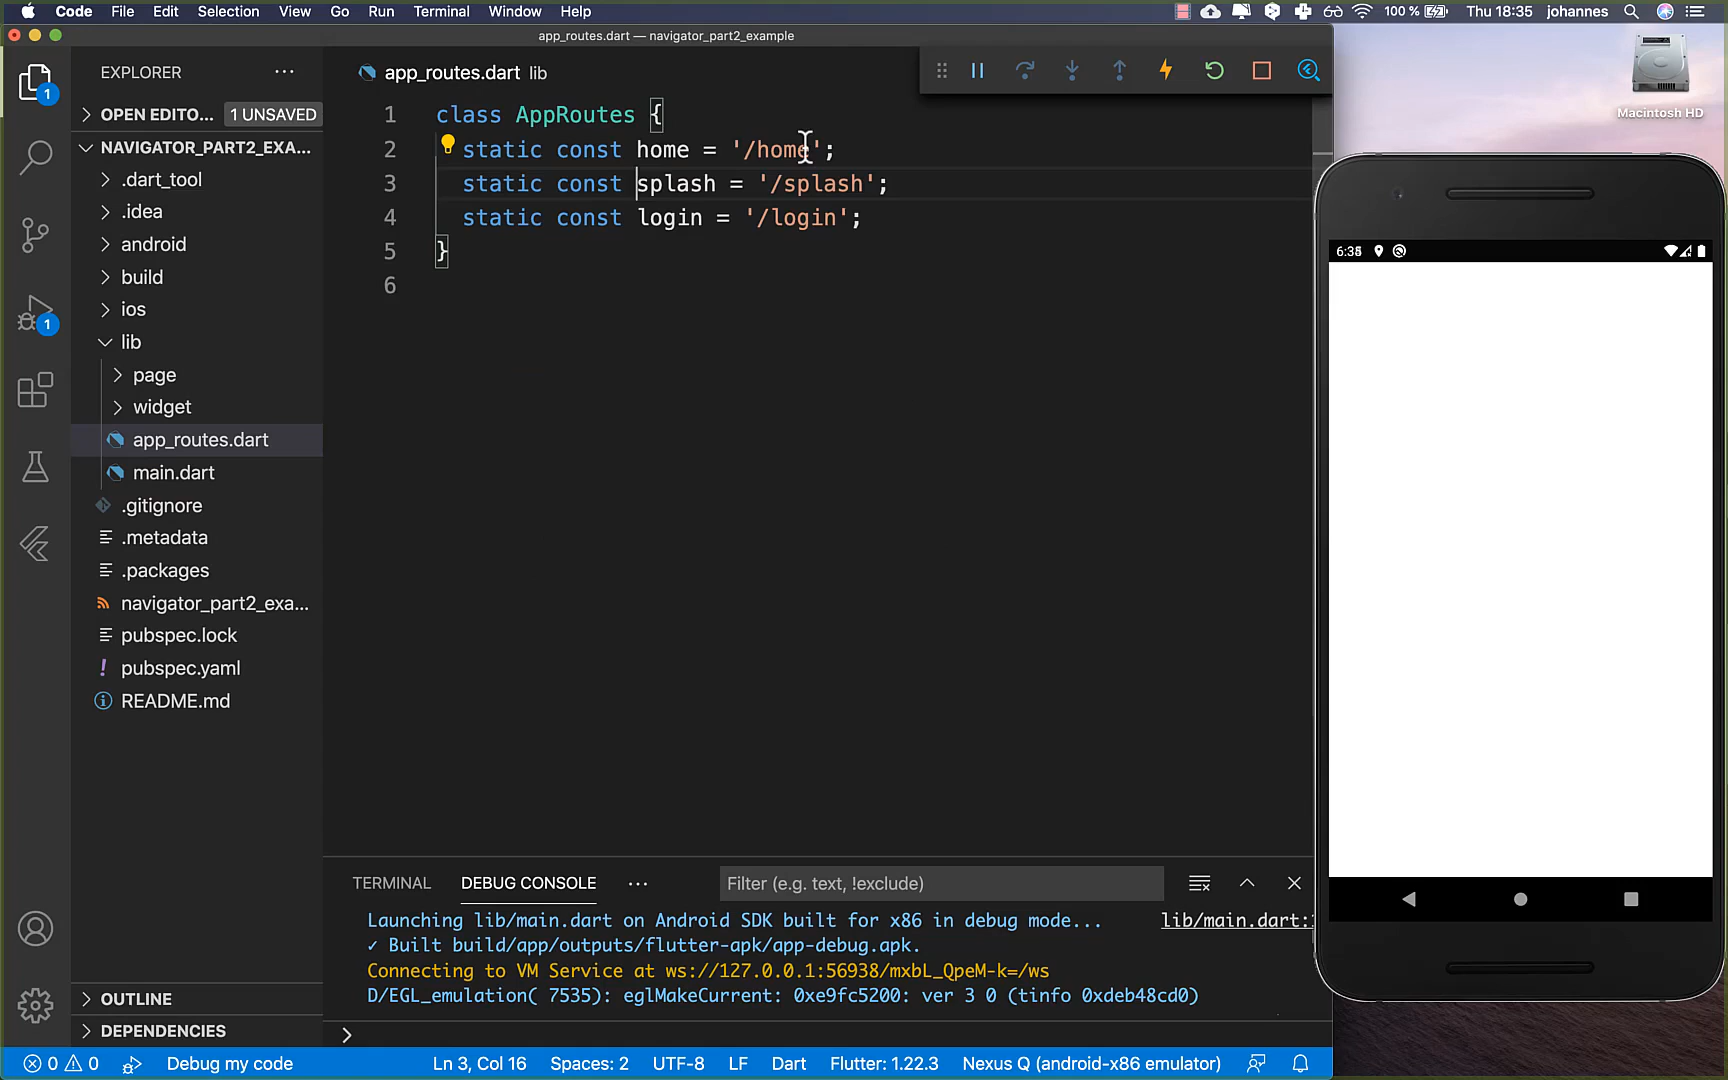 Code File Edit Selection View Go Run Terminal Window Help 100 % Thu 18:35 johannes
app_routes.dart — navigator_part2_example
Macintosh HD
EXPLORER
1
OPEN EDITO... 1 UNSAVED
NAVIGATOR_PART2_EXA...
.dart_tool
.idea
android
build
ios
1
lib
page
widget
app_routes.dart
main.dart
.gitignore
.metadata
.packages
navigator_part2_exa...
pubspec.lock
pubspec.yaml
README.md
OUTLINE
DEPENDENCIES
app_routes.dart lib
1 class AppRoutes {
2 static const home = '/home';
3 static const splash = '/splash';
4 static const login = '/login';
5 }
6
TERMINAL DEBUG CONSOLE Filter (e.g. text, !exclude)
Launching lib/main.dart on Android SDK built for x86 in debug mode... lib/main.dart:
✓ Built build/app/outputs/flutter-apk/app-debug.apk.
Connecting to VM Service at ws://127.0.0.1:56938/mxbL_QpeM-k=/ws
D/EGL_emulation( 7535): eglMakeCurrent: 0xe9fc5200: ver 3 0 (tinfo 0xdeb48cd0)
0 0 Debug my code Ln 3, Col 16 Spaces: 2 UTF-8 LF Dart Flutter: 1.22.3 Nexus Q (android-x86 emulator)